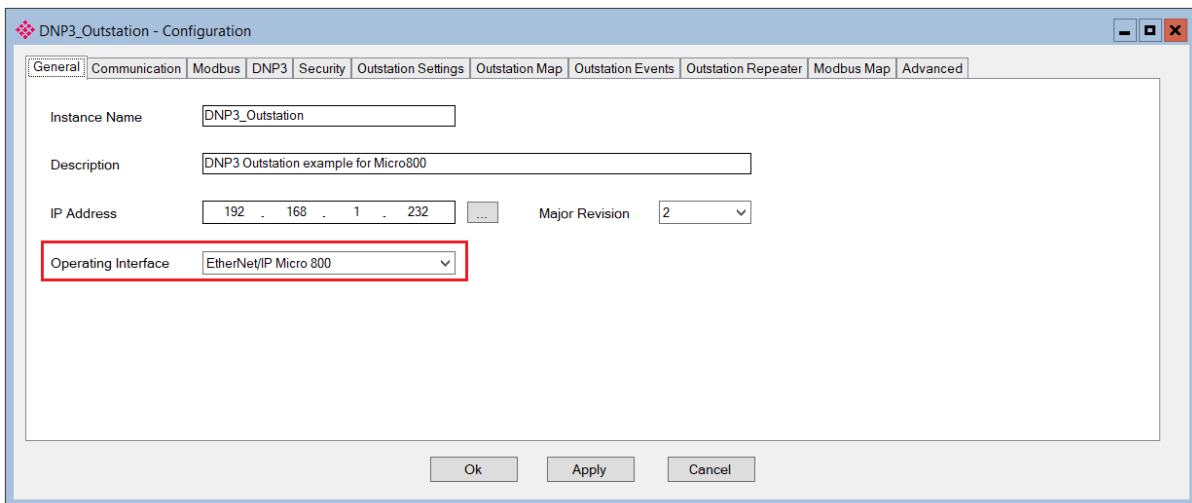 DNP3_Outstation - Configuration
General Communication Modbus DNP3 Security Outstation Settings Outstation Map Outstation Events Outstation Repeater Modbus Map Advanced
Instance Name DNP3_Outstation
Description DNP3 Outstation example for Micro800
IP Address 192 . 168 . 1 . 232 ... Major Revision 2
Operating Interface EtherNet/IP Micro 800
Ok Apply Cancel